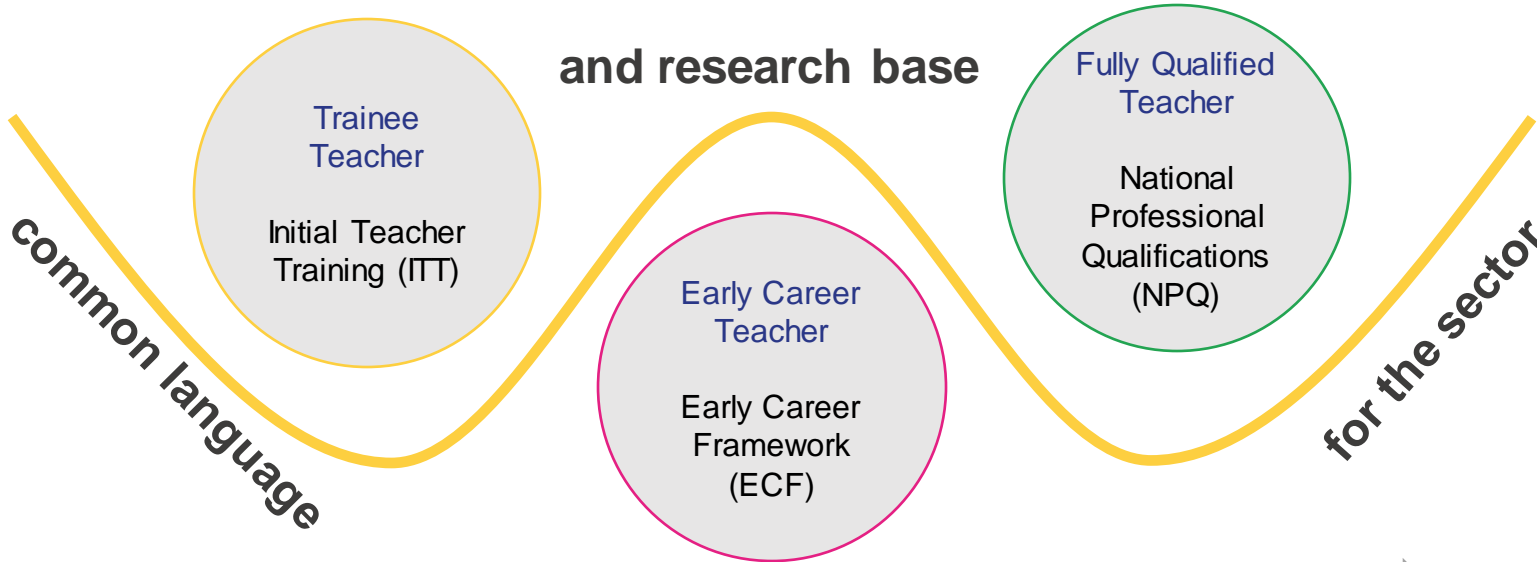 common language
and research base
for the sector
Trainee
Teacher
Initial Teacher
Training (ITT)
Early Career
Teacher
Early Career
Framework
(ECF)
Fully Qualified
Teacher
National
Professional
Qualifications
(NPQ)